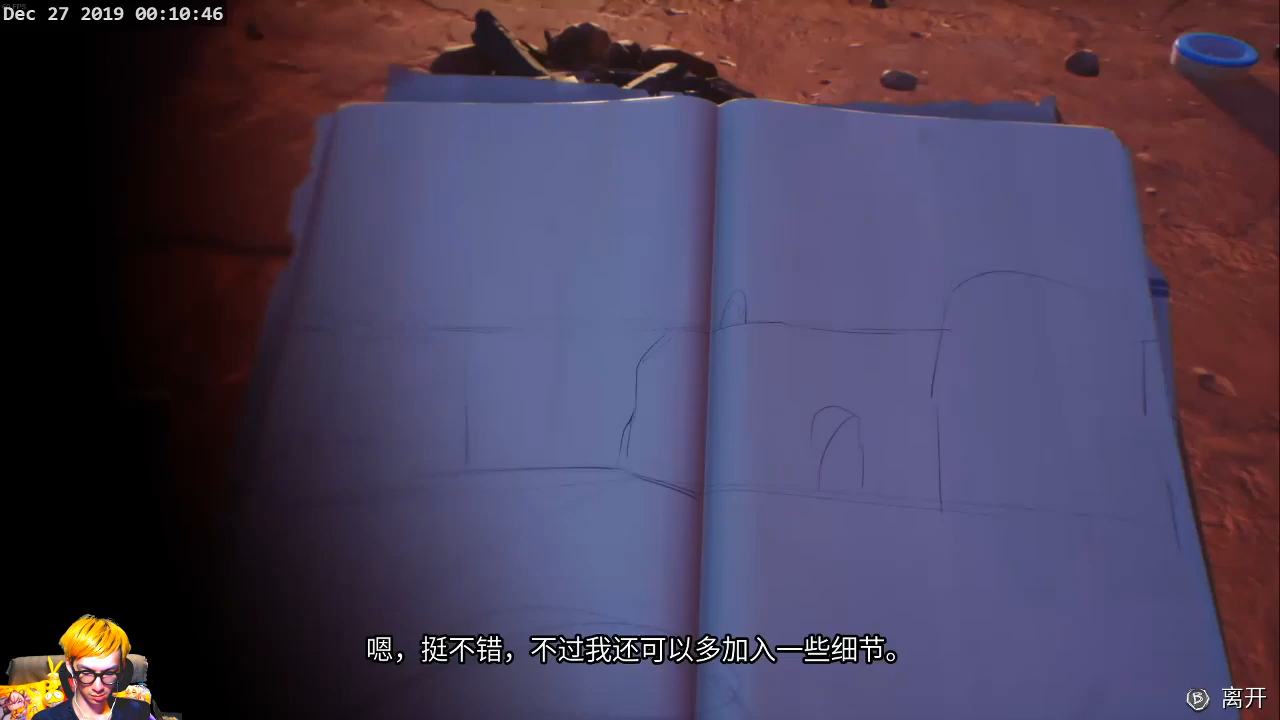 Dec 27 2019 00:10:46
嗯，挺不错，不过我还可以多加入一些细节。
B 离开